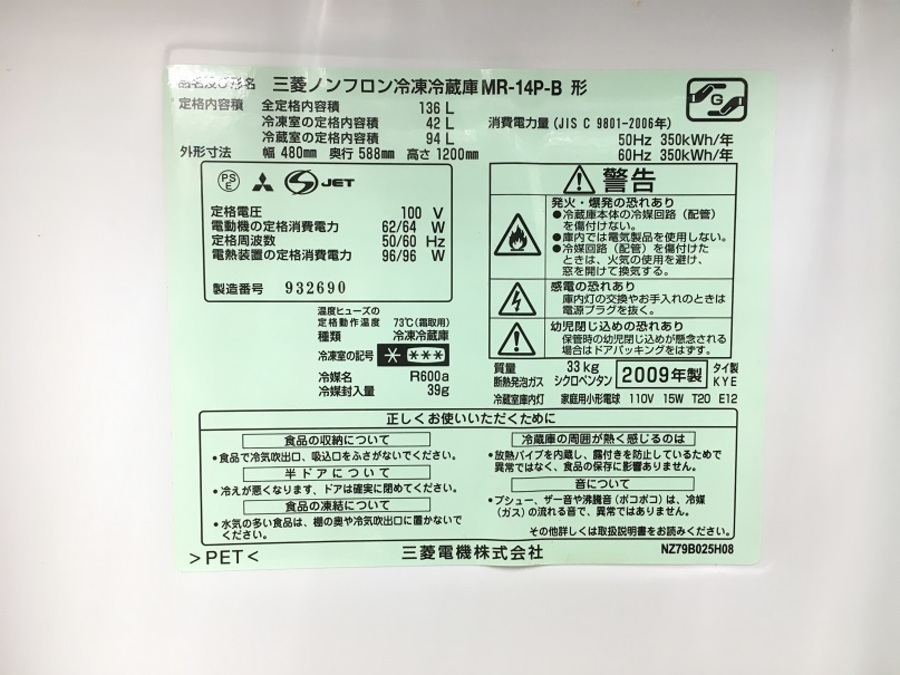 品名及び形名 三菱ノンフロン冷凍冷蔵庫 MR-14P-B 形
定格内容積 全定格内容積 136 L
冷凍室の定格内容積 42 L
冷蔵室の定格内容積 94 L
外形寸法 幅 480mm 奥行 588mm 高さ 1200mm
G
消費電力量 (JIS C 9801-2006年)
50Hz 350kWh/年
60Hz 350kWh/年
PS E JET
定格電圧 100 V
電動機の定格消費電力 62/64 W
定格周波数 50/60 Hz
電熱装置の定格消費電力 96/96 W
製造番号 932690
温度ヒューズの
定格動作温度 73℃(霜取用)
種類 冷凍冷蔵庫
冷凍室の記号 * ***
冷媒名 R600a
冷媒封入量 39g
警告
発火・爆発の恐れあり
●冷蔵庫本体の冷媒回路(配管)
を傷付けない。
●庫内では電気製品を使用しない。
●冷媒回路(配管)を傷付けた
ときは、火気の使用を避け、
窓を開けて換気する。
感電の恐れあり
庫内灯の交換やお手入れのときは
電源プラグを抜く。
幼児閉じ込めの恐れあり
保管時の幼児閉じ込めが懸念される
場合はドアパッキングをはずす。
質量 33kg
断熱発泡ガス シクロペンタン
2009年製 タイ製
KYE
冷蔵室庫内灯 家庭用小形電球 110V 15W T20 E12
正しくお使いいただくために
食品の収納について
・食品で冷気吹出口、吸込口をふさがないでください。
半ドアについて
・冷えが悪くなります、ドアは確実に閉めてください。
食品の凍結について
・水気の多い食品は、棚の奥や冷気吹出口に置かないで
ください。
冷蔵庫の周囲が熱く感じるのは
・放熱パイプを内蔵し、露付きを防止しているためで
異常ではなく、食品の保存に影響ありません。
音について
・プシュー、ザー音や沸騰音(ポコポコ)は、冷媒
(ガス)の流れる音で、異常ではありません。
その他詳しくは取扱説明書をお読みください。
>PET< 三菱電機株式会社 NZ79B025H08